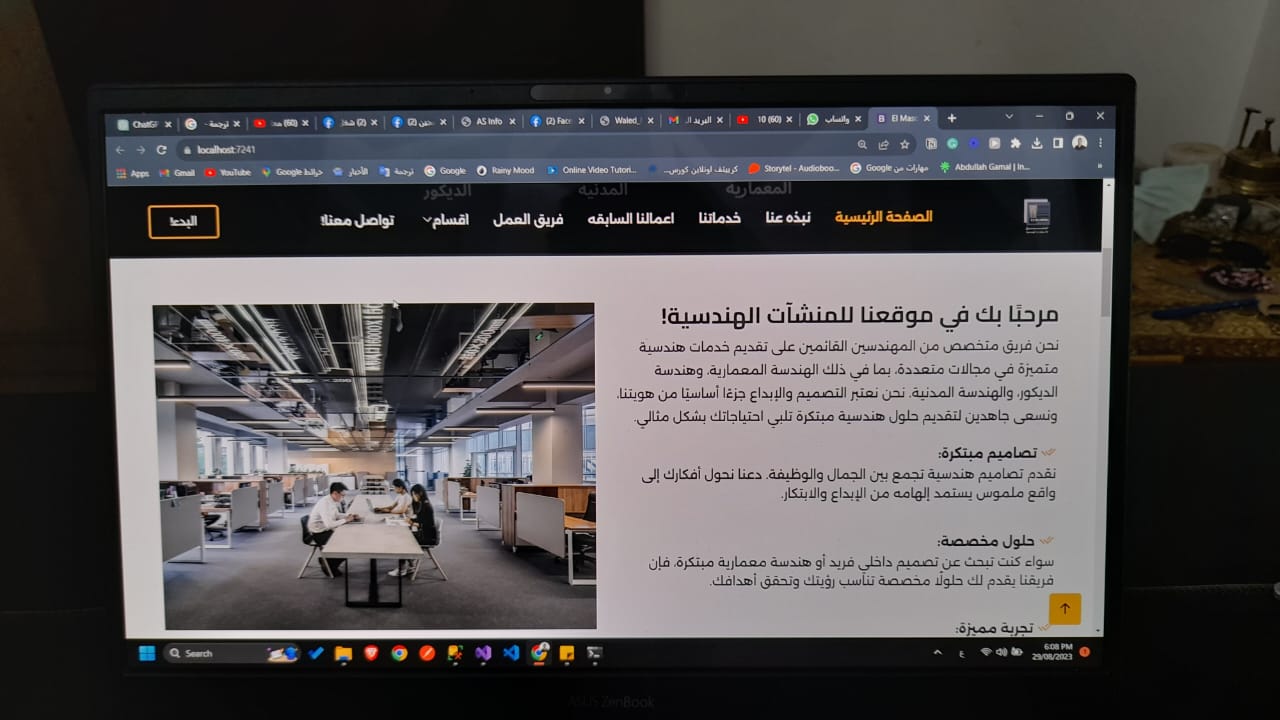 ChatGP
ترجمة -
(60) هما
(2) شغل
(2)
AS Info
(2) Face
Waled_
البريد الـ
(60) 10
واتساب
El Masc
localhost:7241
Apps
Gmail
YouTube
خرائط Google
الأخبار
ترجمة
Google
Rainy Mood
Online Video Tutori...
كرييتف اونلاين كورس...
Storytel - Audioboo...
مهارات من Google
Abdullah Gamal | In...
المعمارية
المدنية
الديكور
الصفحة الرئيسية
نبذه عنا
خدماتنا
اعمالنا السابقه
فريق العمل
اقسام
تواصل معنا!
البدء!
مرحبًا بك في موقعنا للمنشآت الهندسية!
نحن فريق متخصص من المهندسين القائمين على تقديم خدمات هندسية
متميزة في مجالات متعددة، بما في ذلك الهندسة المعمارية، وهندسة
الديكور، والهندسة المدنية. نحن نعتبر التصميم والإبداع جزءًا أساسيًا من هويتنا،
ونسعى جاهدين لتقديم حلول هندسية مبتكرة تلبي احتياجاتك بشكل مثالي.
تصاميم مبتكرة:
نقدم تصاميم هندسية تجمع بين الجمال والوظيفة. دعنا نحول أفكارك إلى
واقع ملموس يستمد إلهامه من الإبداع والابتكار.
حلول مخصصة:
سواء كنت تبحث عن تصميم داخلي فريد أو هندسة معمارية مبتكرة، فإن
فريقنا يقدم لك حلولًا مخصصة تناسب رؤيتك وتحقق أهدافك.
تجربة مميزة:
Search
ع
6:08 PM
29/08/2023
ASUS ZenBook